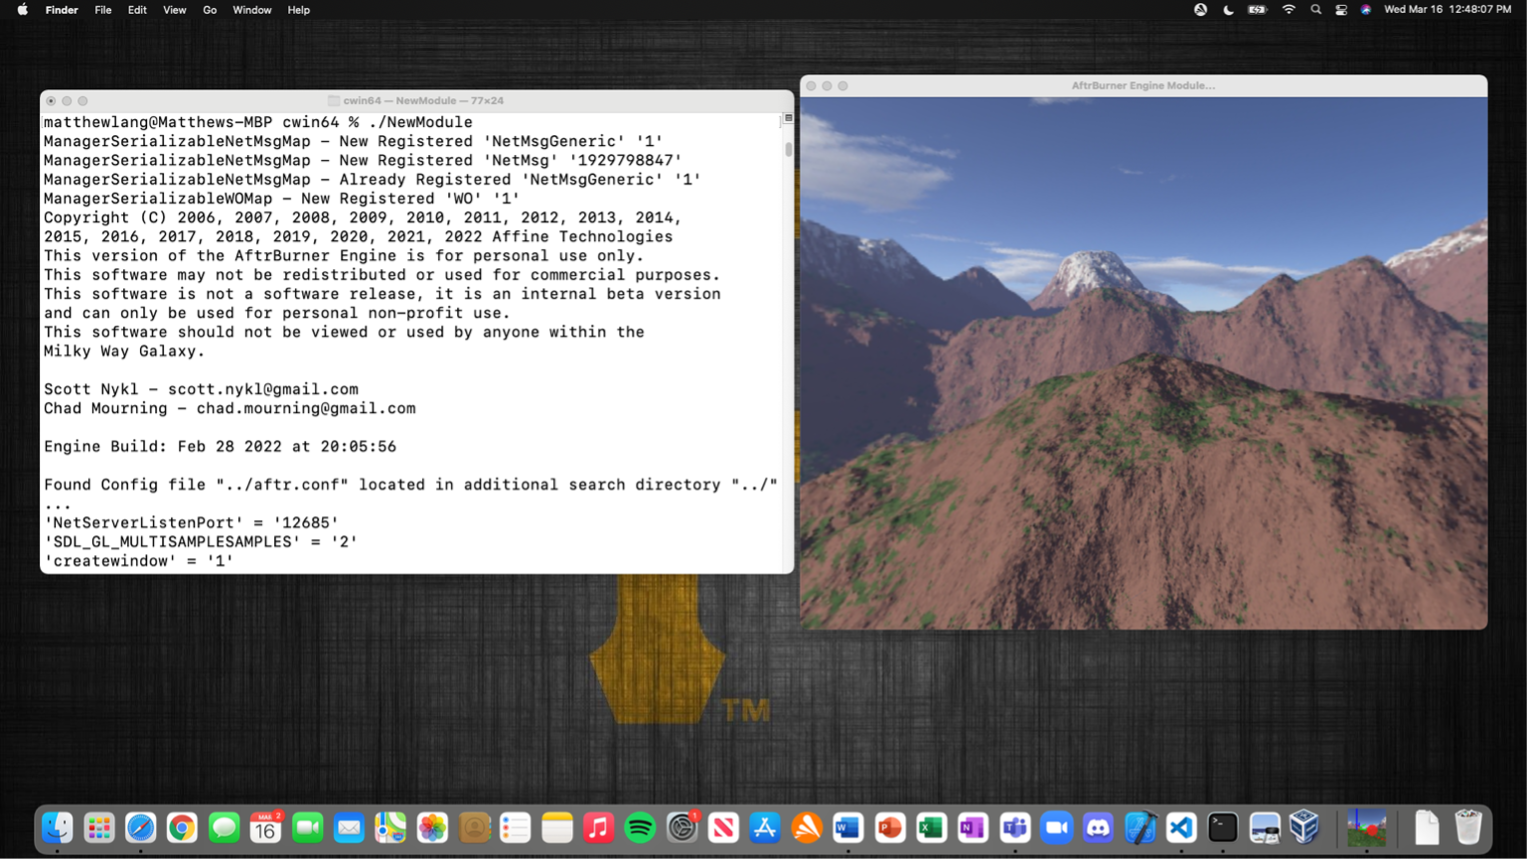 Finder File Edit View Go Window Help
Wed Mar 16 12:48:07 PM
cwin64 — NewModule — 77×24
matthewlang@Matthews-MBP cwin64 % ./NewModule
ManagerSerializableNetMsgMap - New Registered 'NetMsgGeneric' '1'
ManagerSerializableNetMsgMap - New Registered 'NetMsg' '1929798847'
ManagerSerializableNetMsgMap - Already Registered 'NetMsgGeneric' '1'
ManagerSerializableWOMap - New Registered 'WO' '1'
Copyright (C) 2006, 2007, 2008, 2009, 2010, 2011, 2012, 2013, 2014,
2015, 2016, 2017, 2018, 2019, 2020, 2021, 2022 Affine Technologies
This version of the AftrBurner Engine is for personal use only.
This software may not be redistributed or used for commercial purposes.
This software is not a software release, it is an internal beta version
and can only be used for personal non-profit use.
This software should not be viewed or used by anyone within the
Milky Way Galaxy.
Scott Nykl - scott.nykl@gmail.com
Chad Mourning - chad.mourning@gmail.com
Engine Build: Feb 28 2022 at 20:05:56
Found Config file "../aftr.conf" located in additional search directory "../"
...
'NetServerListenPort' = '12685'
'SDL_GL_MULTISAMPLESAMPLES' = '2'
'createwindow' = '1'
AftrBurner Engine Module...
TM
MAR 2
16
1